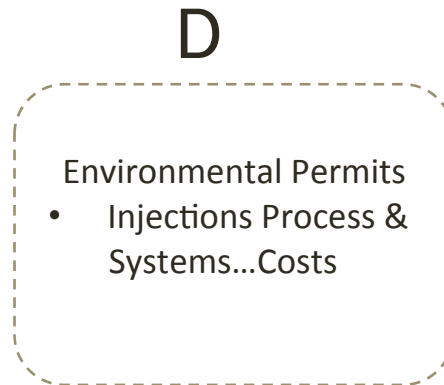 D
Environmental Permits
• Injections Process &
Systems…Costs